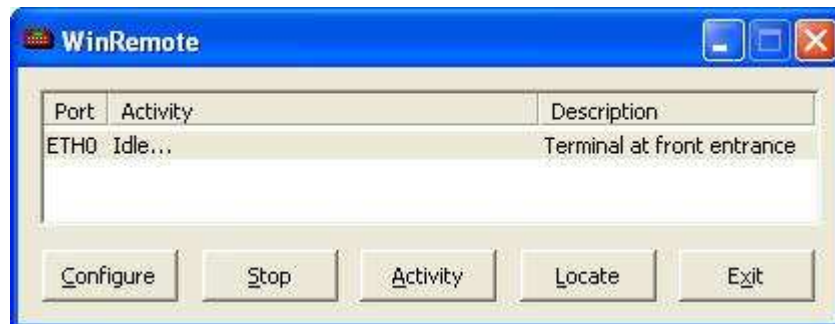 WinRemote
Port Activity Description
ETH0 Idle... Terminal at front entrance
Configure Stop Activity Locate Exit